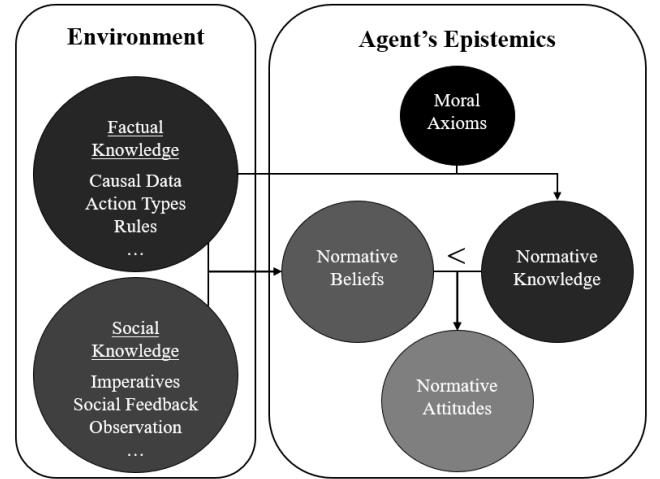 Environment
Factual
Knowledge
Causal Data
Action Types
Rules
…
Social
Knowledge
Imperatives
Social Feedback
Observation
…
Agent's Epistemics
Moral
Axioms
Normative
Beliefs
<
Normative
Knowledge
Normative
Attitudes